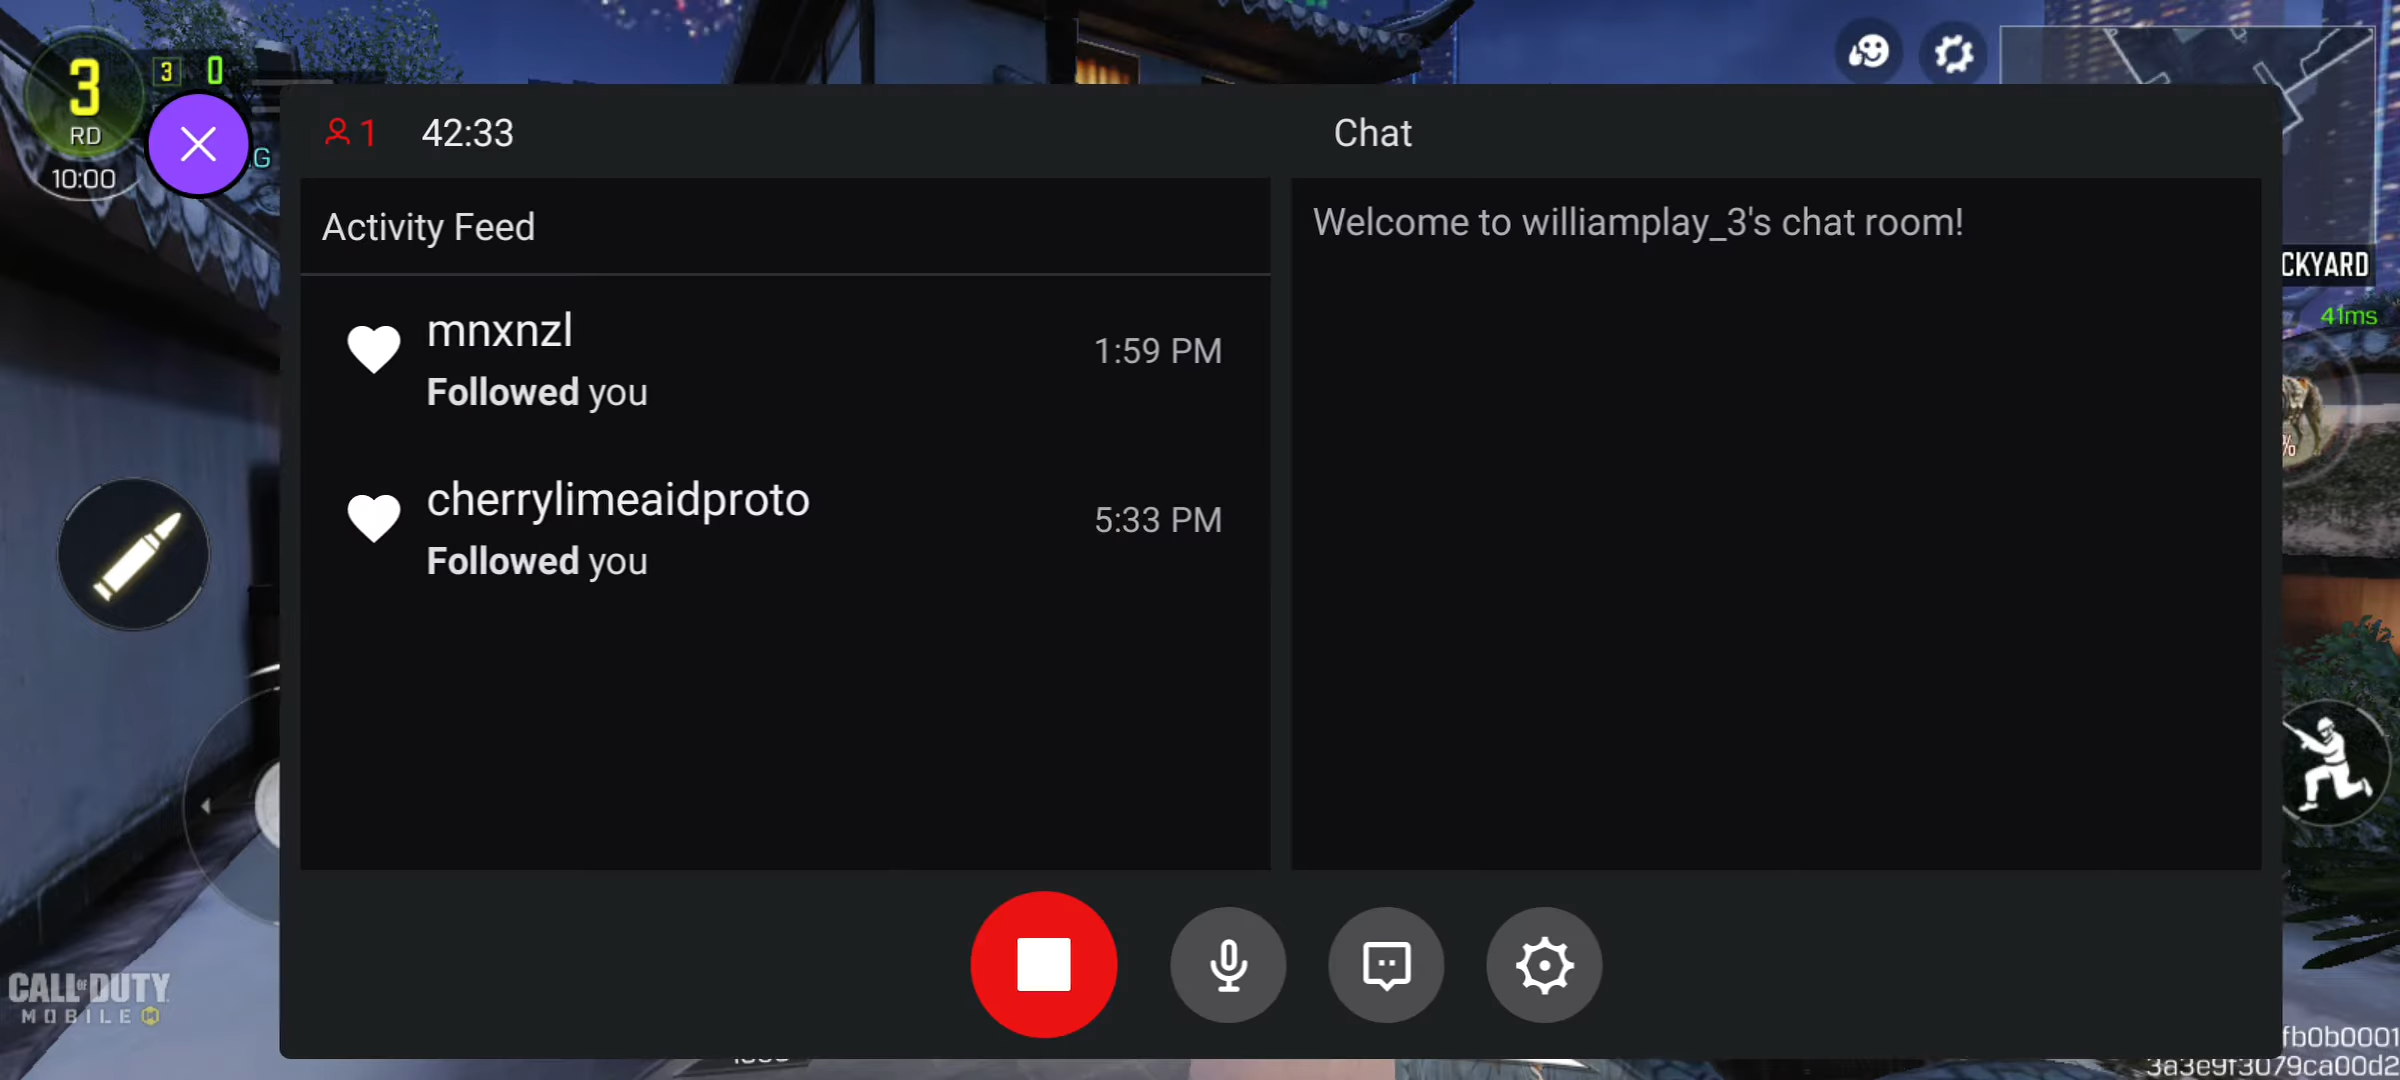 3
RD
10:00
3 0
G
1 42:33
Chat
Activity Feed
Welcome to williamplay_3's chat room!
mnxnzl
Followed you
1:59 PM
cherrylimeaidproto
Followed you
5:33 PM
CKYARD
41ms
%
CALL OF DUTY
MOBILE
fb0b0001
3a3e9f3079ca00d2